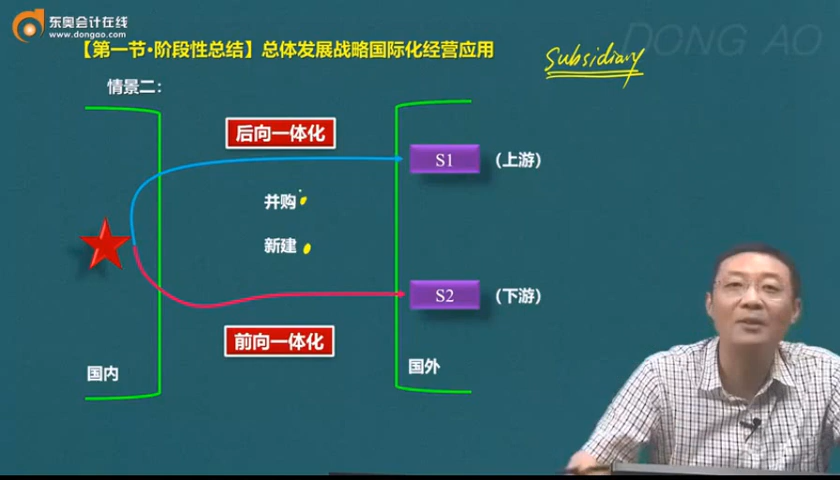 东奥会计在线
www.dongao.com
DONG AO
【第一节·阶段性总结】总体发展战略国际化经营应用
subsidiary
情景二：
后向一体化
S1
（上游）
并购
新建
S2
（下游）
前向一体化
国内
国外